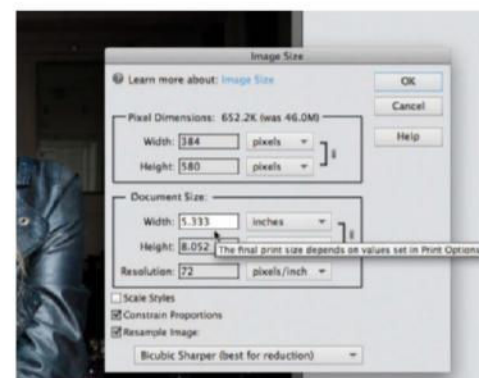 Image Size
Learn more about: Image Size
OK
Cancel
Help
Pixel Dimensions: 652.2K (was 46.0M)
Width: 384 pixels
Height: 580 pixels
Document Size:
Width: 5.333 inches
Height: 8.052 The final print size depends on values set in Print Options
Resolution: 72 pixels/inch
Scale Styles
Constrain Proportions
Resample Image:
Bicubic Sharper (best for reduction)